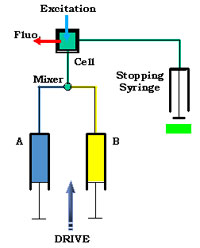 Excitation
Fluo.
Cell
Mixer
Stopping
Syringe
A
B
DRIVE